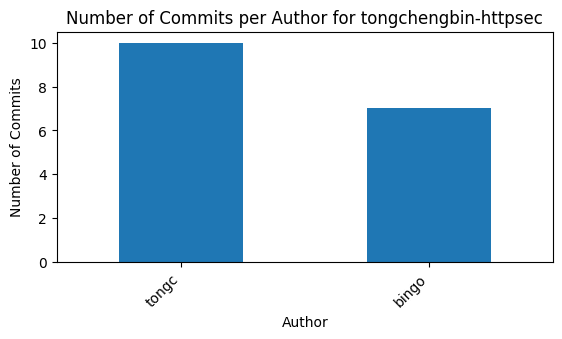 Number of Commits per Author for tongchengbin-httpsec
Number of Commits
10
8
6
4
2
0
tongc
bingo
Author